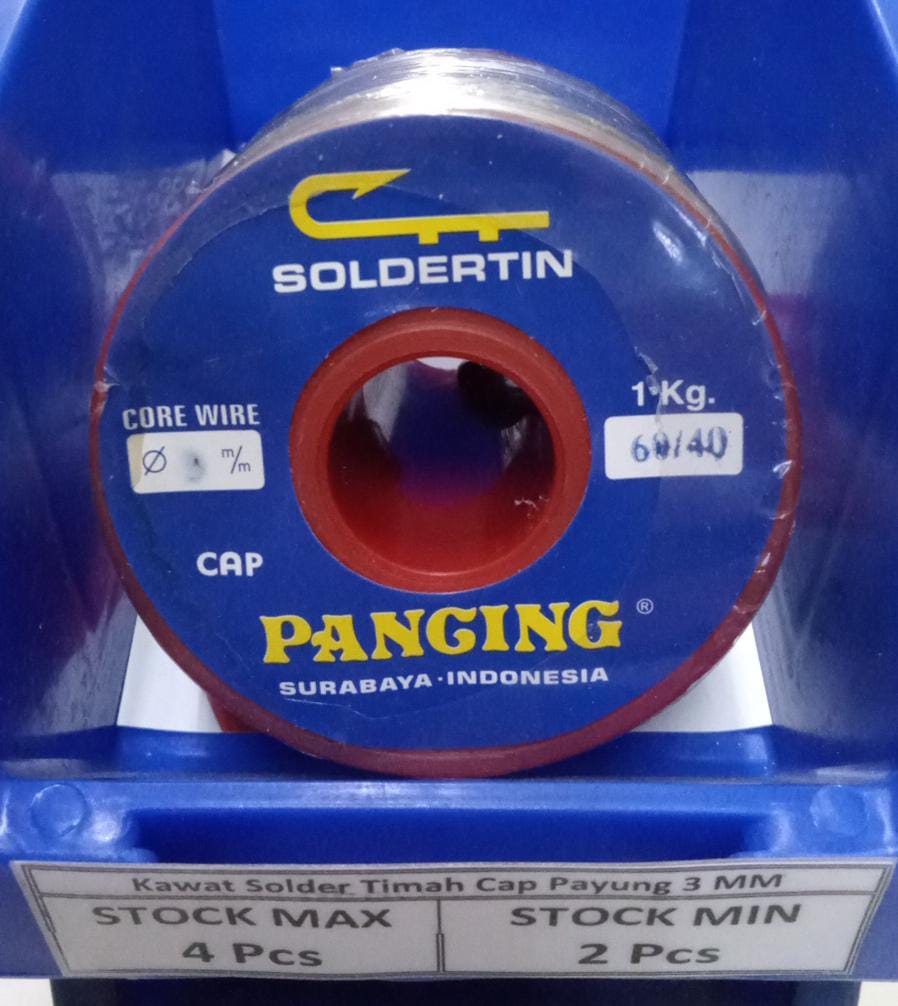 SOLDERTIN
CORE WIRE
1 Kg.
Ø m/m
60/40
CAP
PANCING ®
SURABAYA·INDONESIA
Kawat Solder Timah Cap Payung 3 MM
STOCK MAX
STOCK MIN
4 Pcs
2 Pcs